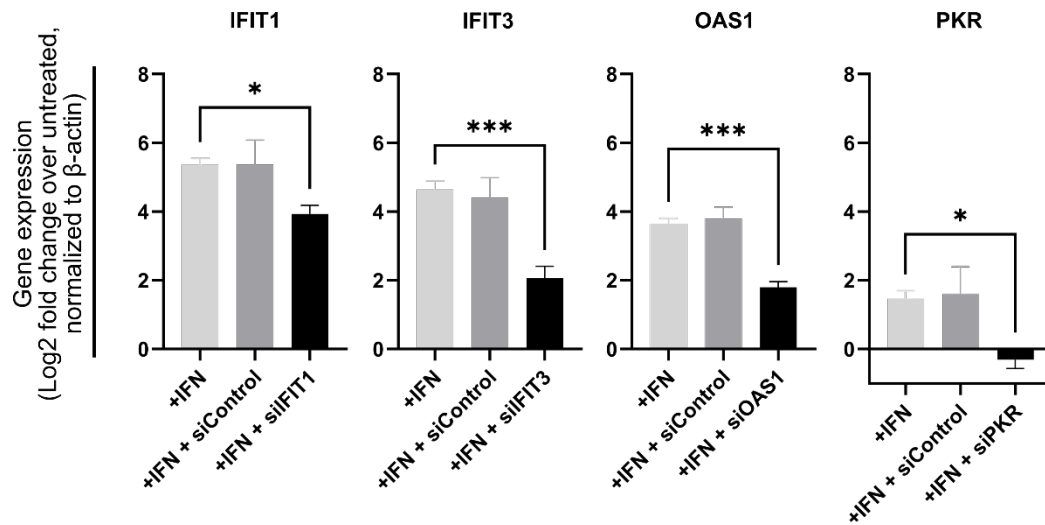 IFIT1
IFIT3
OAS1
PKR
Gene expression
(Log2 fold change over untreated,
normalized to β-actin)
8
6
4
2
0
*
+IFN
+IFN + siControl
+IFN + siIFIT1
8
6
4
2
0
***
+IFN
+IFN + siControl
+IFN + siIFIT3
8
6
4
2
0
***
+IFN
+IFN + siControl
+IFN + siOAS1
8
6
4
2
0
*
+IFN
+IFN + siControl
+IFN + siPKR